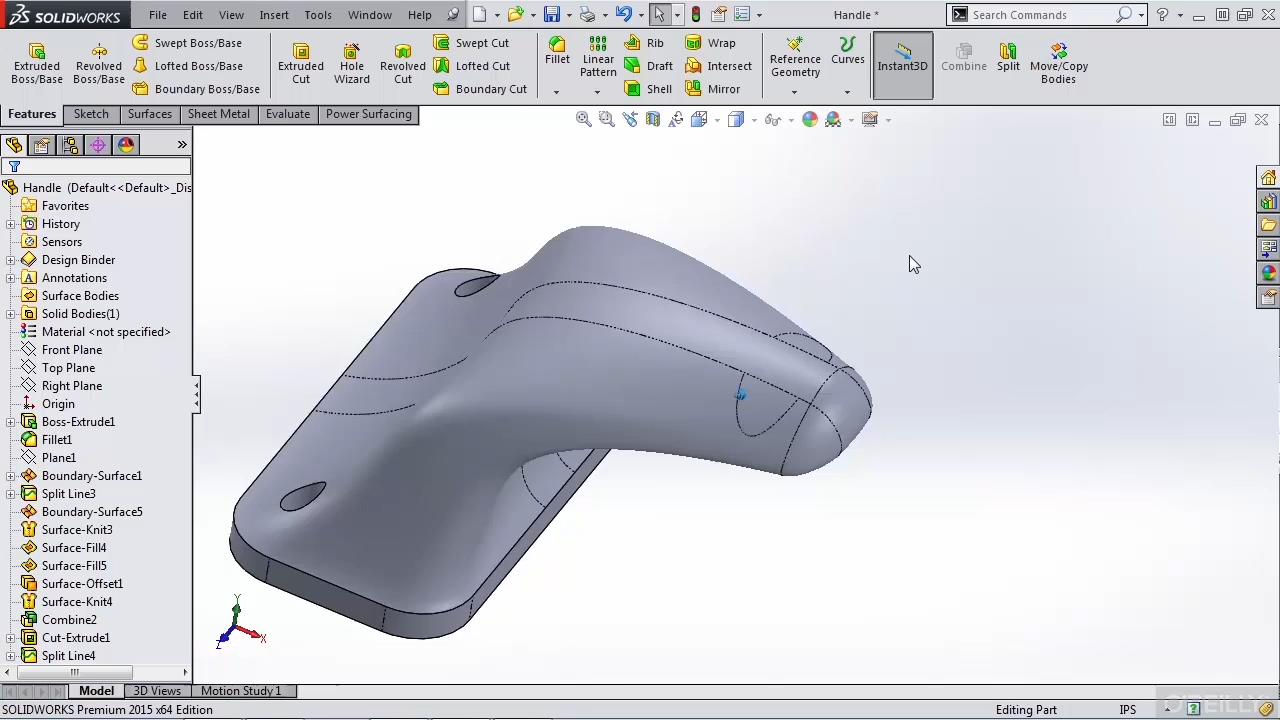 SOLIDWORKS File Edit View Insert Tools Window Help Handle * Search Commands
Extruded Boss/Base
Revolved Boss/Base
Swept Boss/Base
Lofted Boss/Base
Boundary Boss/Base
Extruded Cut
Hole Wizard
Revolved Cut
Swept Cut
Lofted Cut
Boundary Cut
Fillet
Linear Pattern
Rib
Draft
Shell
Wrap
Intersect
Mirror
Reference Geometry
Curves
Instant3D
Combine
Split
Move/Copy Bodies
Features Sketch Surfaces Sheet Metal Evaluate Power Surfacing
Handle (Default<<Default>_Dis
Favorites
History
Sensors
Design Binder
Annotations
Surface Bodies
Solid Bodies(1)
Material <not specified>
Front Plane
Top Plane
Right Plane
Origin
Boss-Extrude1
Fillet1
Plane1
Boundary-Surface1
Split Line3
Boundary-Surface5
Surface-Knit3
Surface-Fill4
Surface-Fill5
Surface-Offset1
Surface-Knit4
Combine2
Cut-Extrude1
Split Line4
Y
X
Z
Model 3D Views Motion Study 1
SOLIDWORKS Premium 2015 x64 Edition Editing Part IPS
O'REILLY